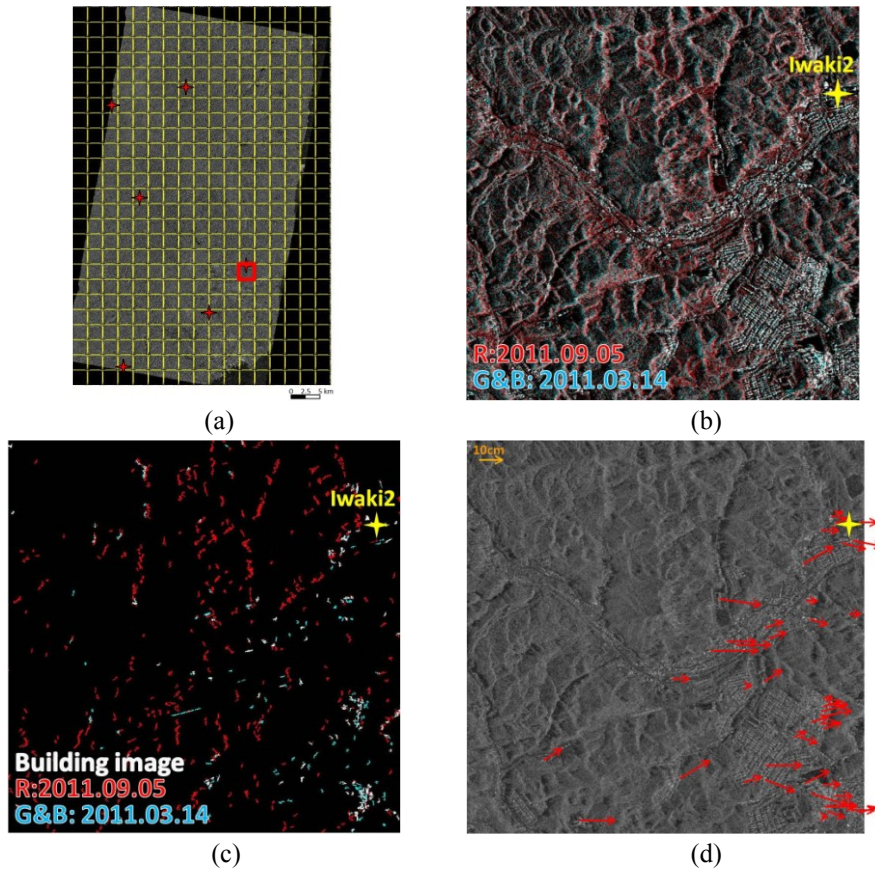 0 2.5 5 km
(a)
Iwaki2
R:2011.09.05
G&B: 2011.03.14
(b)
Iwaki2
Building image
R:2011.09.05
G&B: 2011.03.14
(c)
10cm
(d)